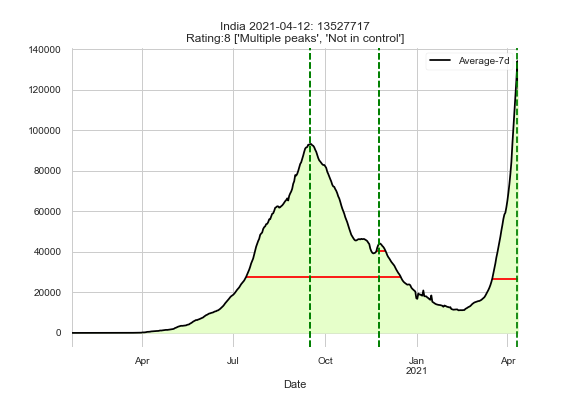 India 2021-04-12: 13527717
Rating:8 ['Multiple peaks', 'Not in control']
140000
Average-7d
120000
100000
80000
60000
40000
20000
0
Apr Jul Oct Jan Apr
2021
Date